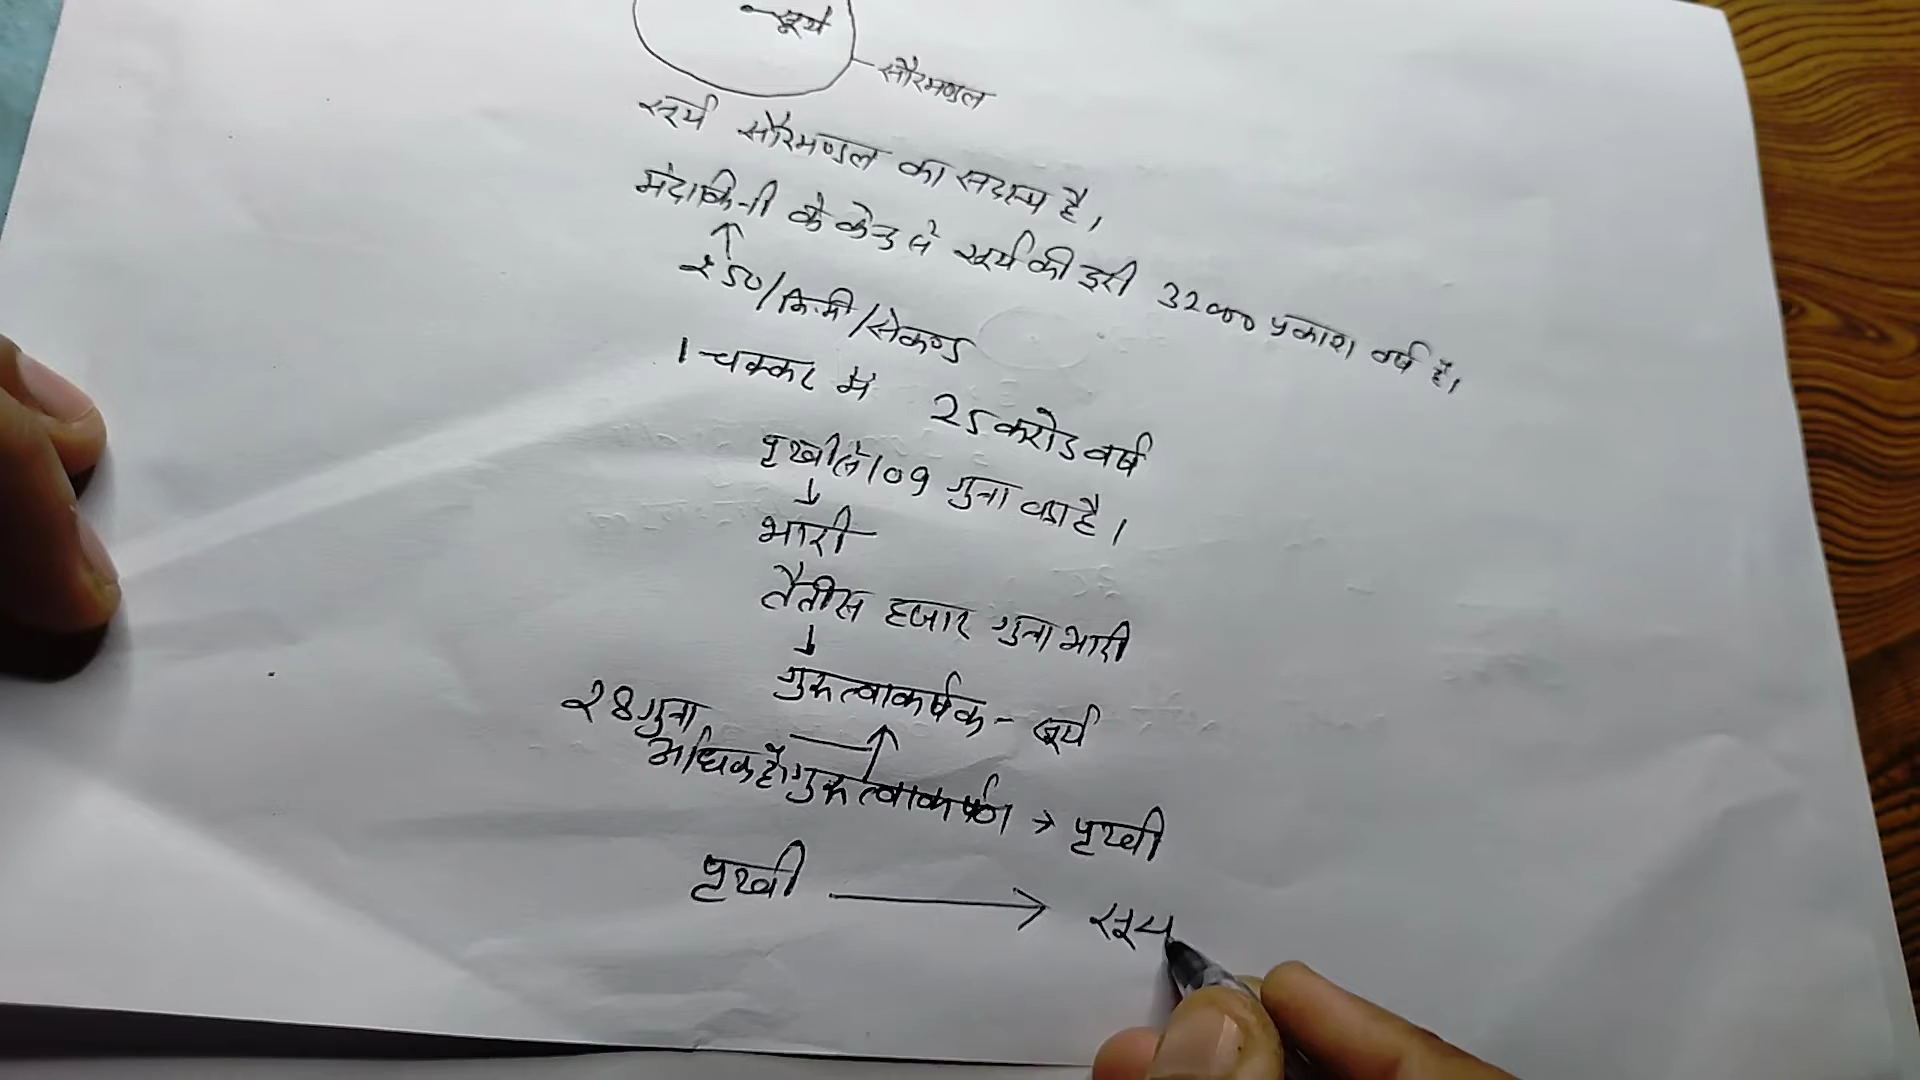 सूर्य
सौरमण्डल
सूर्य सौरमण्डल का सदस्य है।
मंदाकिनी के केन्द्र से सूर्य की दूरी 32000 प्रकाश वर्ष है।
250/कि.मी/सेकण्ड
1 चक्कर में 25 करोड वर्ष
पृथ्वी से 109 गुना बडा है।
भारी
तैतीस हजार गुना भारी
गुरुत्वाकर्षक - सूर्य
28 गुना
अधिक है गुरुत्वाकर्षण → पृथ्वी
पृथ्वी → सूय